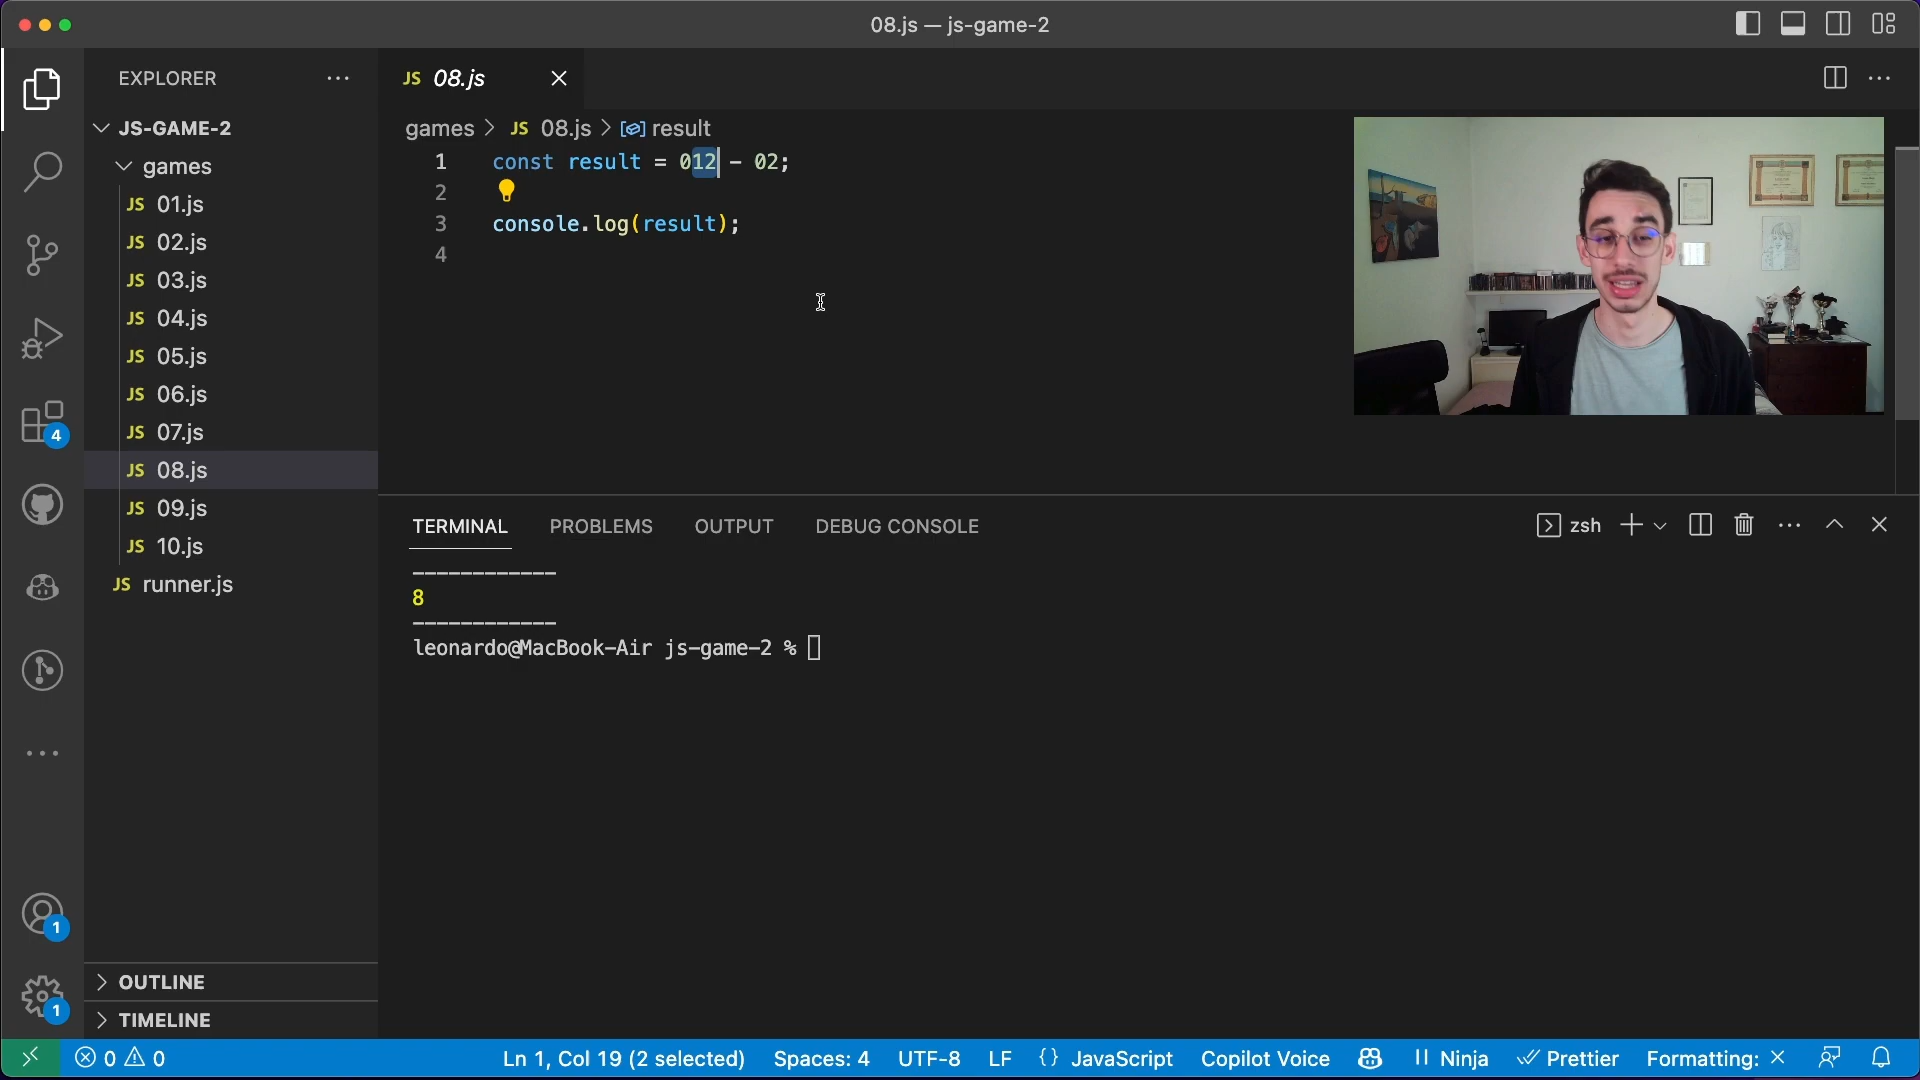 08.js — js-game-2
EXPLORER
JS-GAME-2
games
JS 01.js
JS 02.js
JS 03.js
JS 04.js
JS 05.js
JS 06.js
JS 07.js
JS 08.js
JS 09.js
JS 10.js
JS runner.js
OUTLINE
TIMELINE
4
1
1
JS 08.js
games > JS 08.js > result
1 const result = 012 - 02;
2
3 console.log(result);
4
TERMINAL PROBLEMS OUTPUT DEBUG CONSOLE
zsh
------------
8
------------
leonardo@MacBook-Air js-game-2 %
0 0 Ln 1, Col 19 (2 selected) Spaces: 4 UTF-8 LF {} JavaScript Copilot Voice Ninja Prettier Formatting: ×